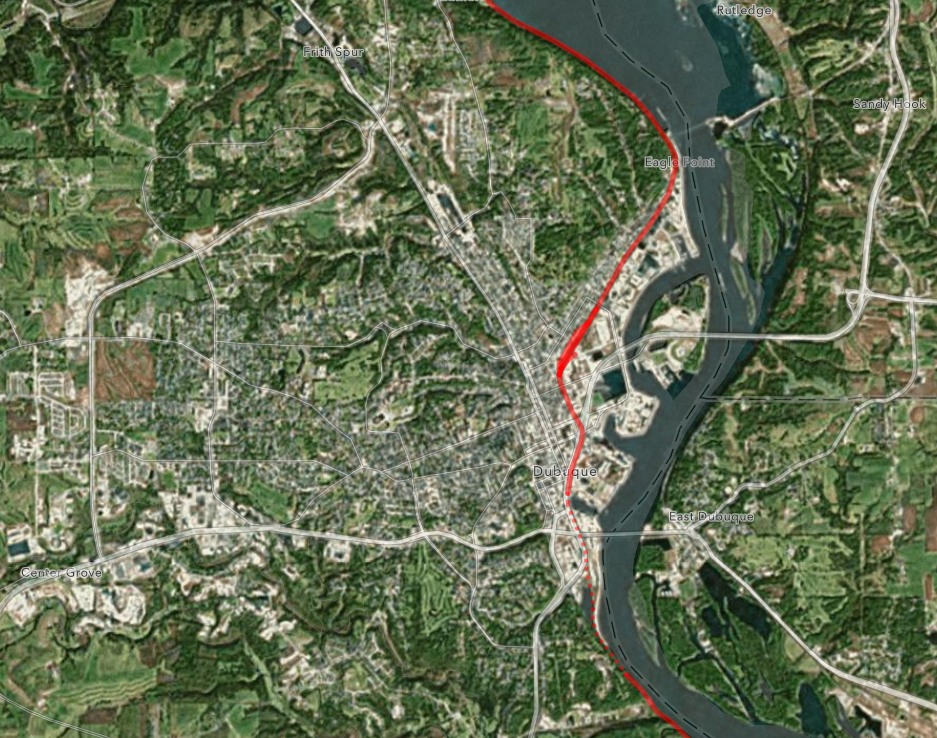 Rutledge
Frith Spur
Sandy Hook
Eagle Point
Dubuque
East Dubuque
Center Grove